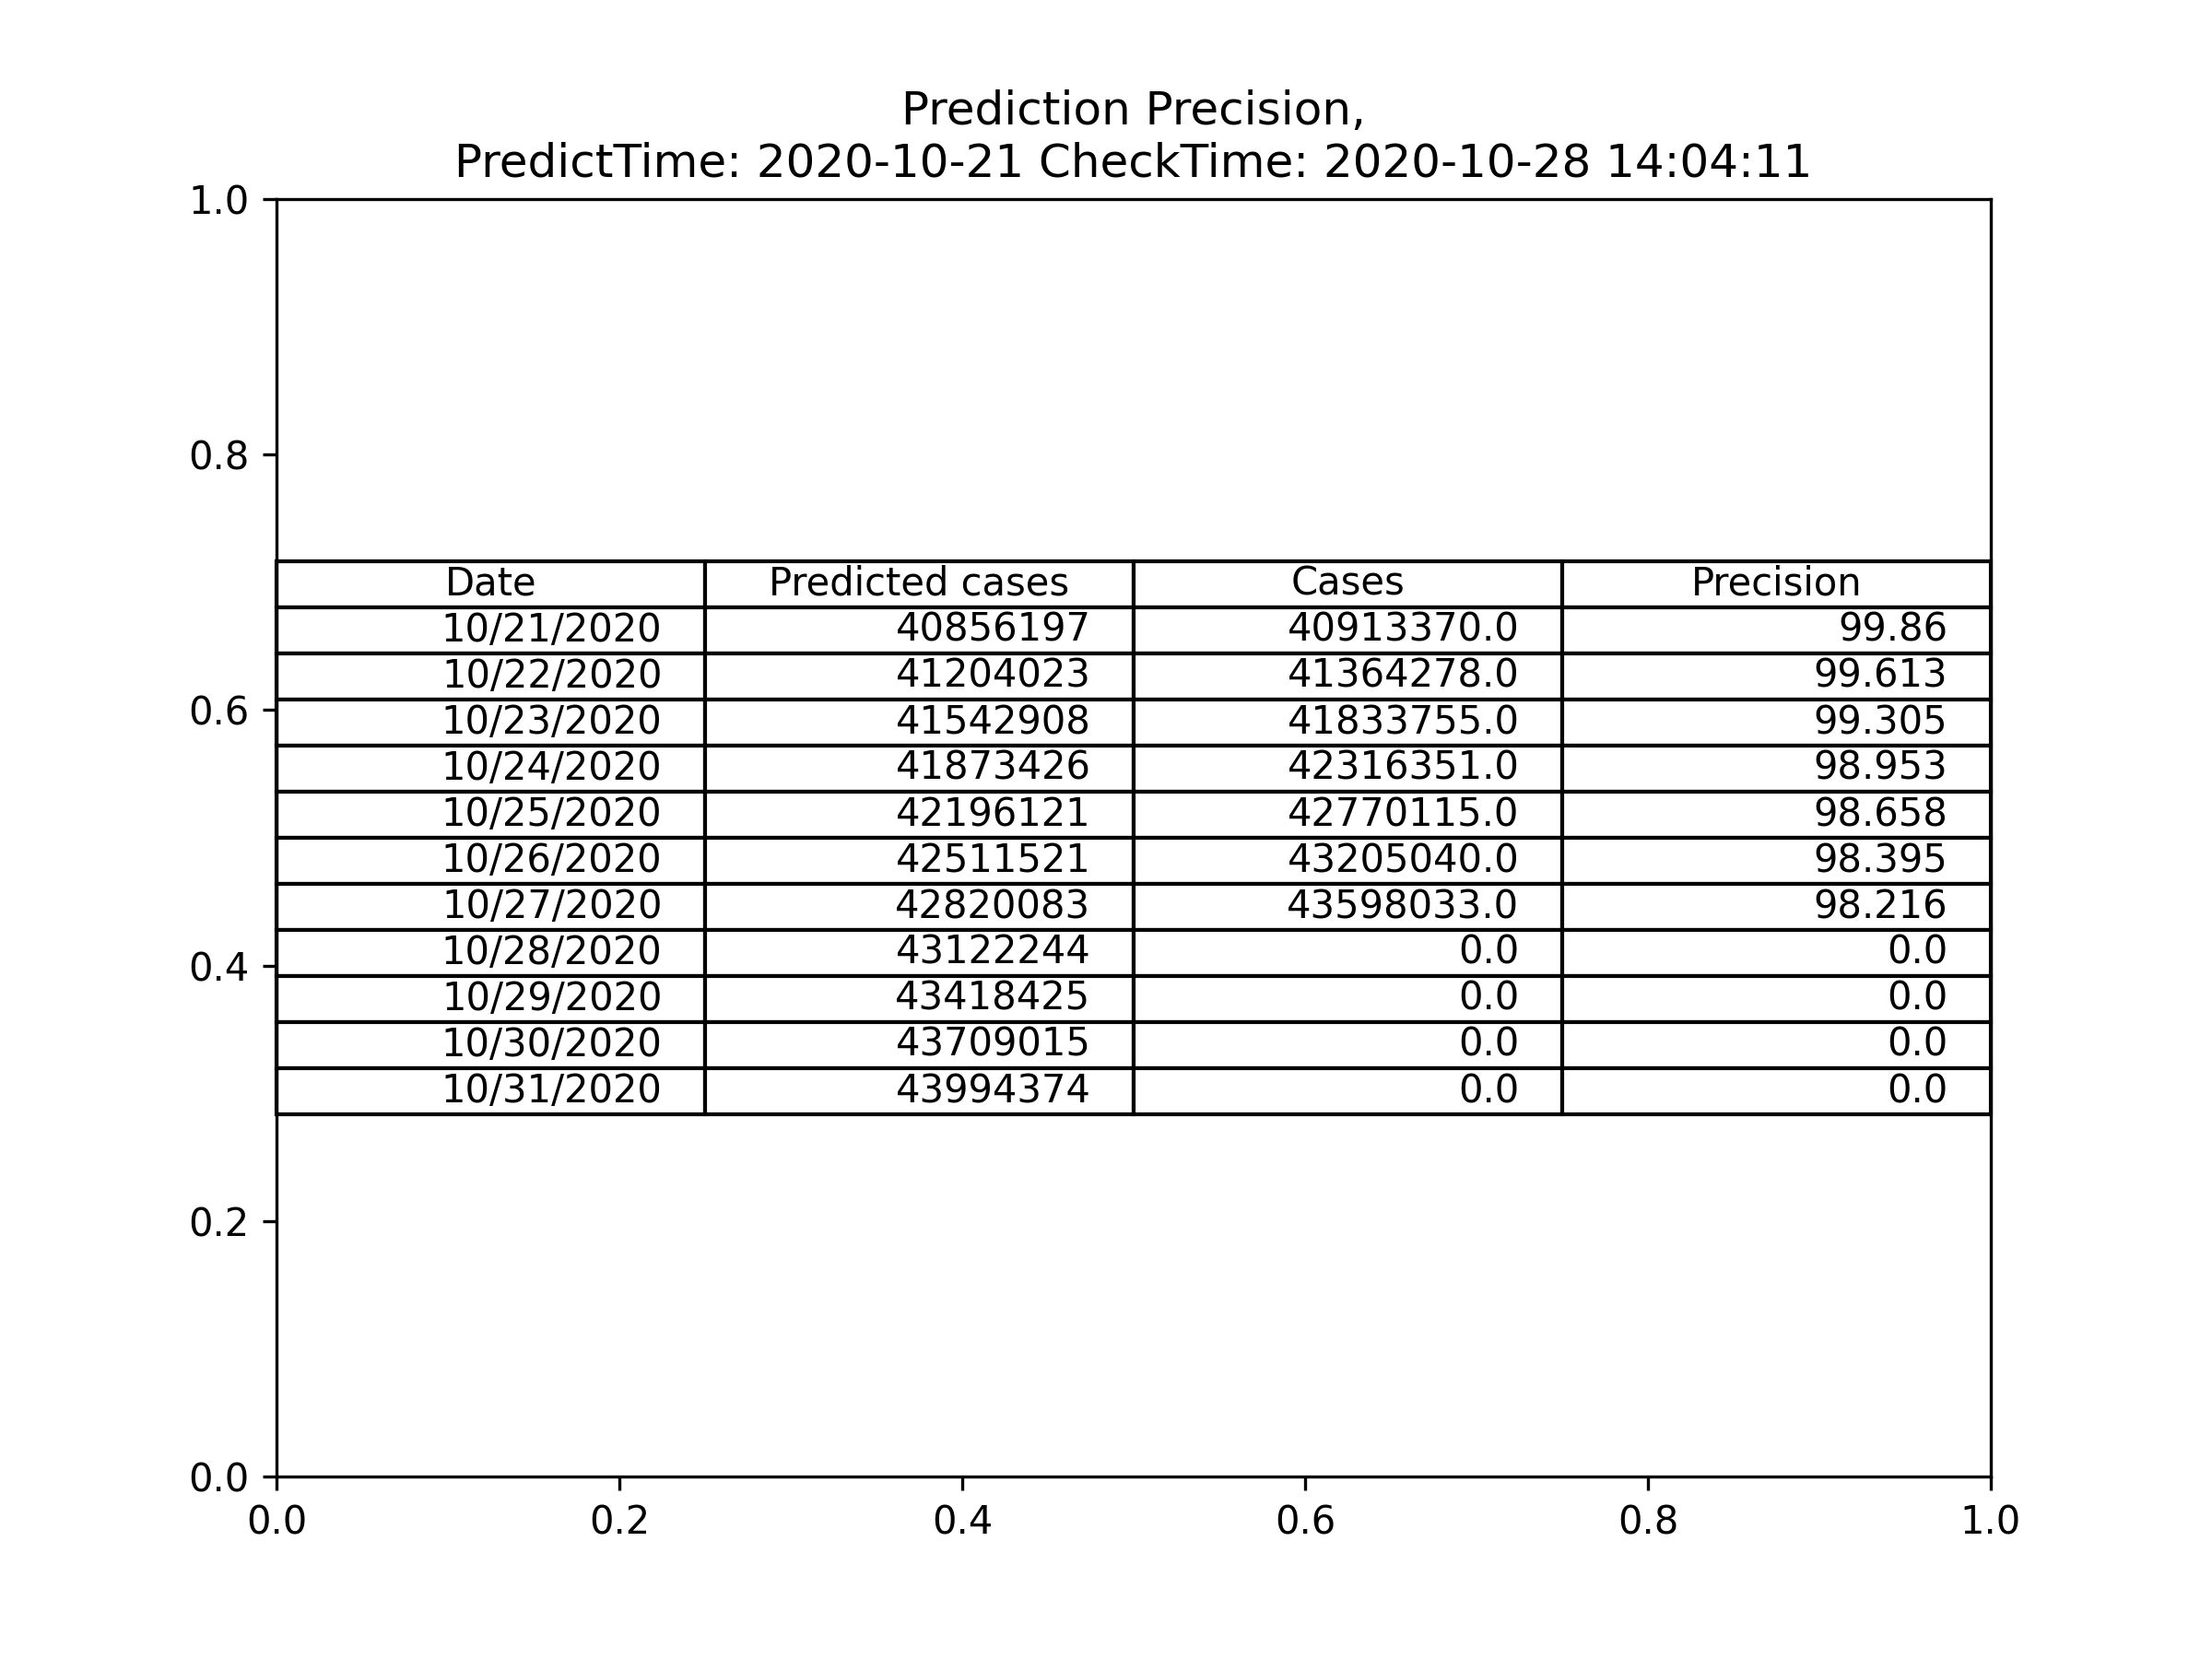 Prediction Precision,
PredictTime: 2020-10-21 CheckTime: 2020-10-28 14:04:11
1.0
0.8
0.6
0.4
0.2
0.0
Date Predicted cases Cases Precision
10/21/2020 40856197 40913370.0 99.86
10/22/2020 41204023 41364278.0 99.613
10/23/2020 41542908 41833755.0 99.305
10/24/2020 41873426 42316351.0 98.953
10/25/2020 42196121 42770115.0 98.658
10/26/2020 42511521 43205040.0 98.395
10/27/2020 42820083 43598033.0 98.216
10/28/2020 43122244 0.0 0.0
10/29/2020 43418425 0.0 0.0
10/30/2020 43709015 0.0 0.0
10/31/2020 43994374 0.0 0.0
0.0 0.2 0.4 0.6 0.8 1.0